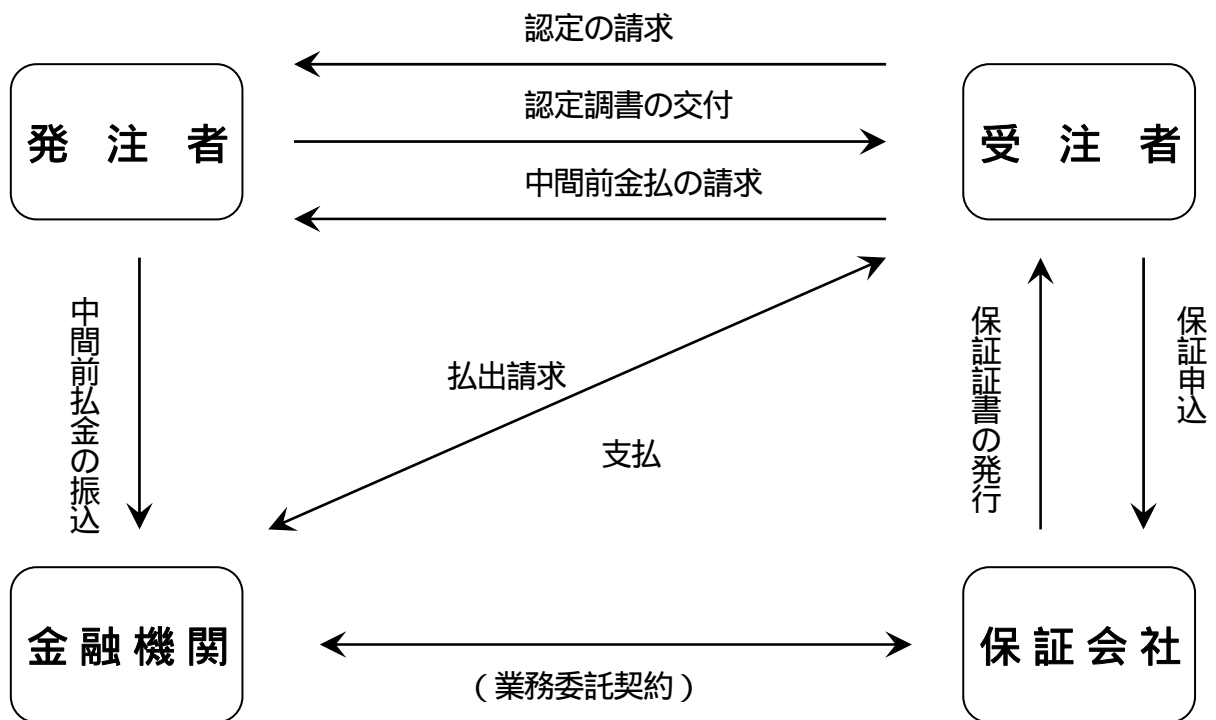 認定の請求
発 注 者
認定調書の交付
受 注 者
中間前金払の請求
中間前払金の振込
払出請求
支払
保証証書の発行
保証申込
金融機関
保証会社
（業務委託契約）